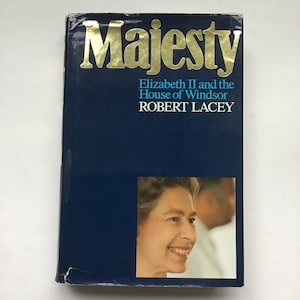 Majesty
Elizabeth II and the
House of Windsor
ROBERT LACEY